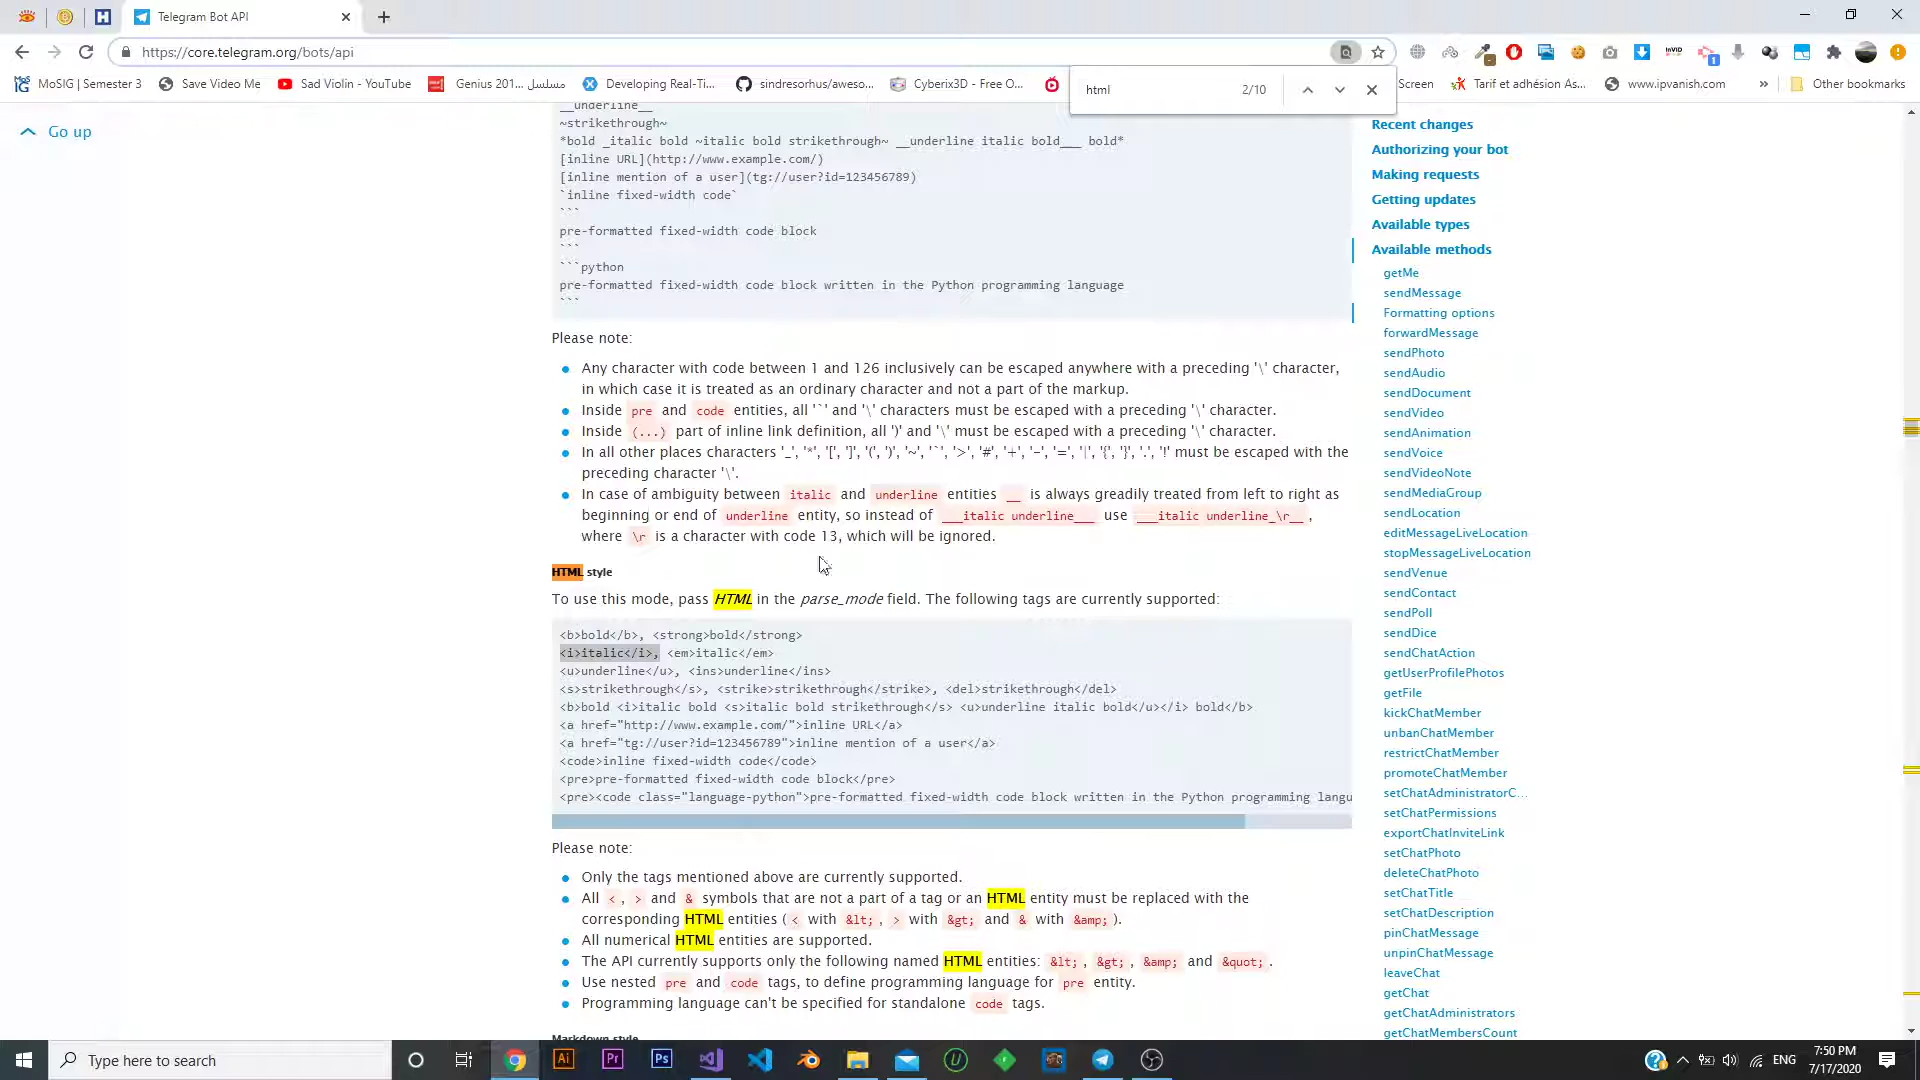 Telegram Bot API
https://core.telegram.org/bots/api
MoSIG | Semester 3
Save Video Me
Sad Violin - YouTube
Genius 201... مسلسل
Developing Real-Ti...
sindresorhus/aweso...
Cyberix3D - Free O...
html
2/10
Screen
Tarif et adhésion As...
www.ipvanish.com
»
Other bookmarks
Go up
__underline__
~strikethrough~
*bold _italic bold ~italic bold strikethrough~ __underline italic bold___ bold*
[inline URL](http://www.example.com/)
[inline mention of a user](tg://user?id=123456789)
`inline fixed-width code`
```
pre-formatted fixed-width code block
```
```python
pre-formatted fixed-width code block written in the Python programming language
```
Please note:
Any character with code between 1 and 126 inclusively can be escaped anywhere with a preceding '\' character,
in which case it is treated as an ordinary character and not a part of the markup.
Inside pre and code entities, all '`' and '\' characters must be escaped with a preceding '\' character.
Inside (...) part of inline link definition, all ')' and '\' must be escaped with a preceding '\' character.
In all other places characters '_', '*', '[', ']', '(', ')', '~', '`', '>', '#', '+', '-', '=', '|', '{', '}', '.', '!' must be escaped with the
preceding character '\'.
In case of ambiguity between italic and underline entities __ is always greadily treated from left to right as
beginning or end of underline entity, so instead of ___italic underline___ use ___italic underline_\r__,
where \r is a character with code 13, which will be ignored.
HTML style
To use this mode, pass HTML in the parse_mode field. The following tags are currently supported:
<b>bold</b>, <strong>bold</strong>
<i>italic</i>, <em>italic</em>
<u>underline</u>, <ins>underline</ins>
<s>strikethrough</s>, <strike>strikethrough</strike>, <del>strikethrough</del>
<b>bold <i>italic bold <s>italic bold strikethrough</s> <u>underline italic bold</u></i> bold</b>
<a href="http://www.example.com/">inline URL</a>
<a href="tg://user?id=123456789">inline mention of a user</a>
<code>inline fixed-width code</code>
<pre>pre-formatted fixed-width code block</pre>
<pre><code class="language-python">pre-formatted fixed-width code block written in the Python programming langu
Please note:
Only the tags mentioned above are currently supported.
All <, > and & symbols that are not a part of a tag or an HTML entity must be replaced with the
corresponding HTML entities (< with &lt;, > with &gt; and & with &amp;).
All numerical HTML entities are supported.
The API currently supports only the following named HTML entities: &lt;, &gt;, &amp; and &quot;.
Use nested pre and code tags, to define programming language for pre entity.
Programming language can't be specified for standalone code tags.
Markdown style
Recent changes
Authorizing your bot
Making requests
Getting updates
Available types
Available methods
getMe
sendMessage
Formatting options
forwardMessage
sendPhoto
sendAudio
sendDocument
sendVideo
sendAnimation
sendVoice
sendVideoNote
sendMediaGroup
sendLocation
editMessageLiveLocation
stopMessageLiveLocation
sendVenue
sendContact
sendPoll
sendDice
sendChatAction
getUserProfilePhotos
getFile
kickChatMember
unbanChatMember
restrictChatMember
promoteChatMember
setChatAdministratorC...
setChatPermissions
exportChatInviteLink
setChatPhoto
deleteChatPhoto
setChatTitle
setChatDescription
pinChatMessage
unpinChatMessage
leaveChat
getChat
getChatAdministrators
getChatMembersCount
Type here to search
Ai
Pr
Ps
ENG
7:50 PM
7/17/2020